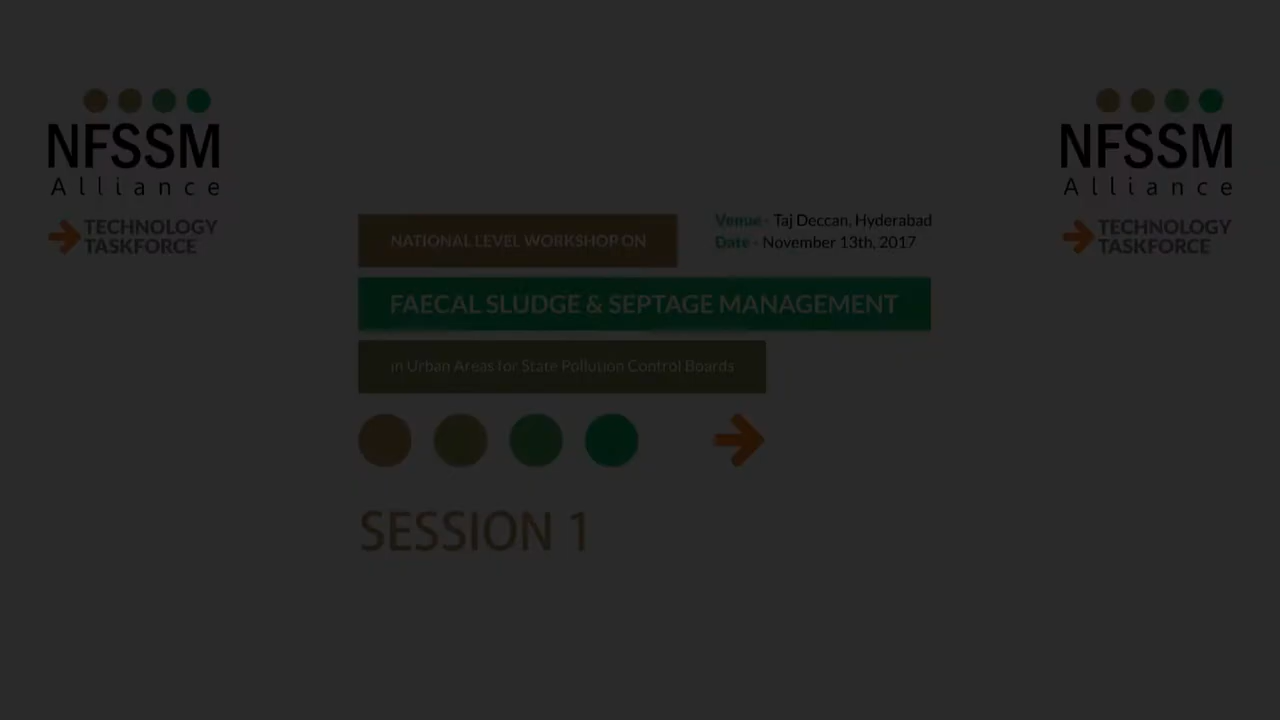 NFSSM
Alliance
TECHNOLOGY
TASKFORCE
NFSSM
Alliance
TECHNOLOGY
TASKFORCE
NATIONAL LEVEL WORKSHOP ON
Venue - Taj Deccan, Hyderabad
Date - November 13th, 2017
FAECAL SLUDGE & SEPTAGE MANAGEMENT
in Urban Areas for State Pollution Control Boards
SESSION 1